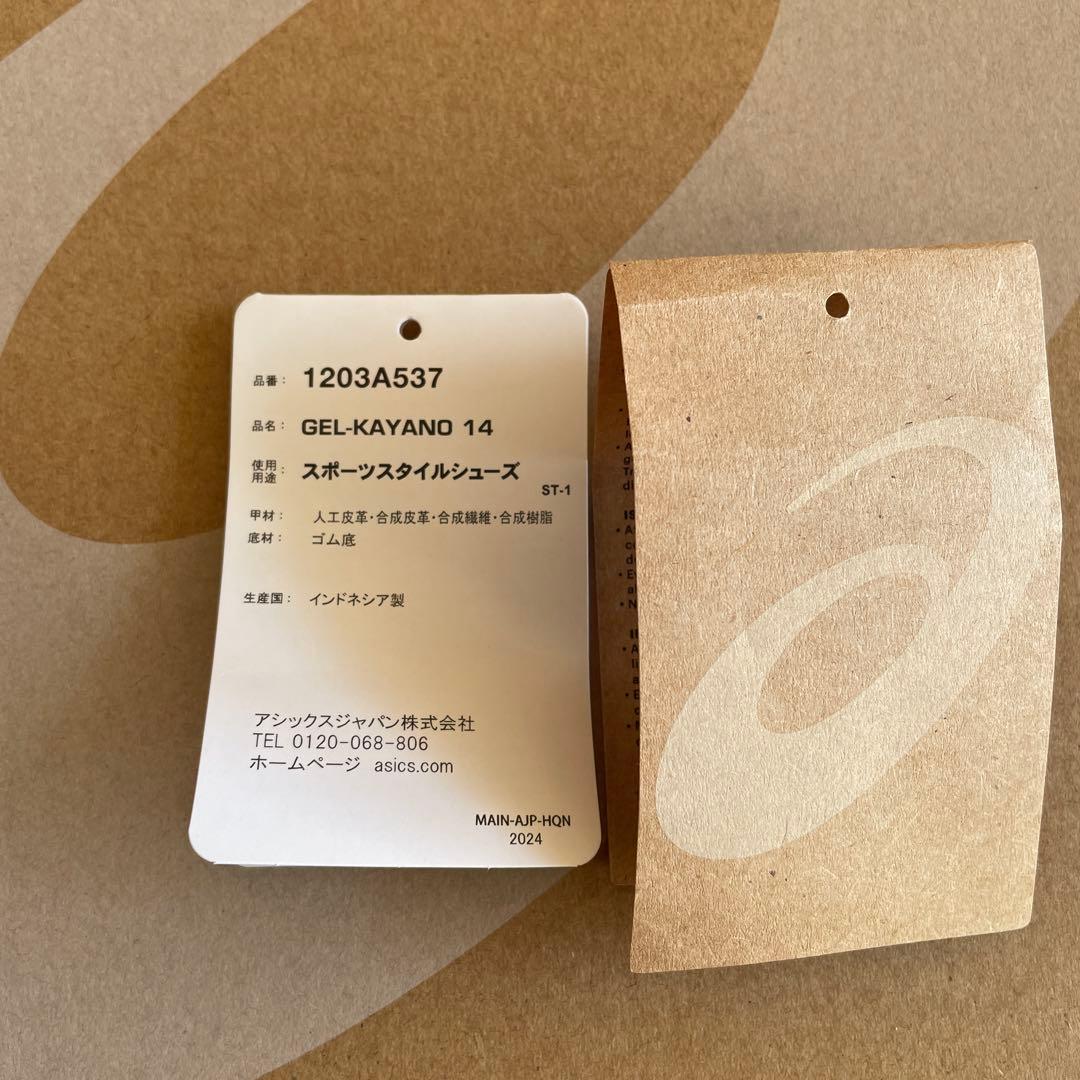 品番： 1203A537
品名： GEL-KAYANO 14
使用用途： スポーツスタイルシューズ
ST-1
甲材： 人工皮革・合成皮革・合成繊維・合成樹脂
底材： ゴム底
生産国： インドネシア製
アシックスジャパン株式会社
TEL 0120-068-806
ホームページ asics.com
MAIN-AJP-HQN
2024